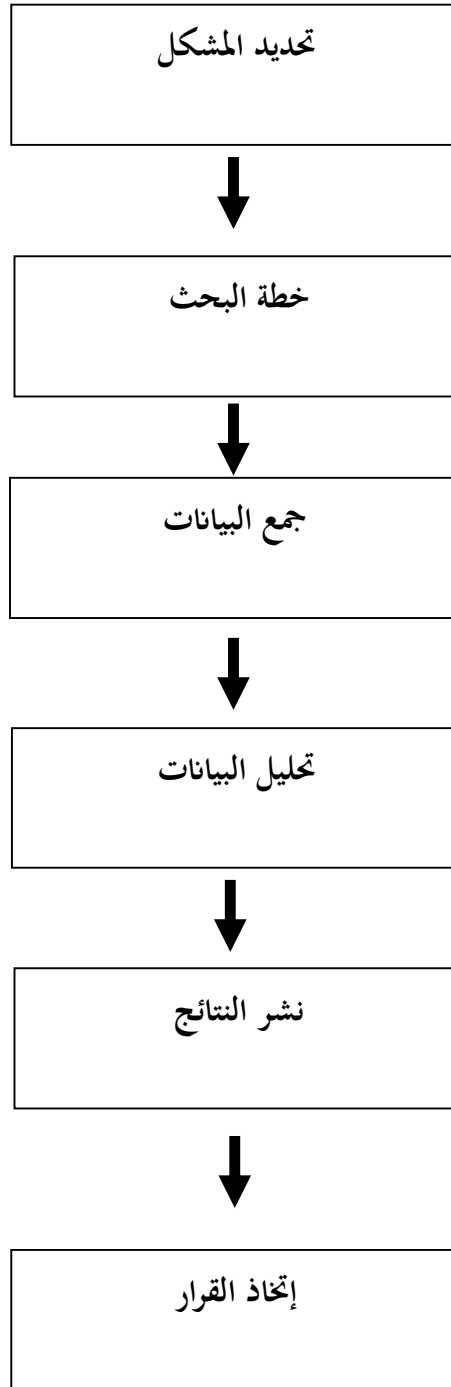 تحديد المشكل
خطة البحث
جمع البيانات
تحليل البيانات
نشر النتائج
إتخاذ القرار